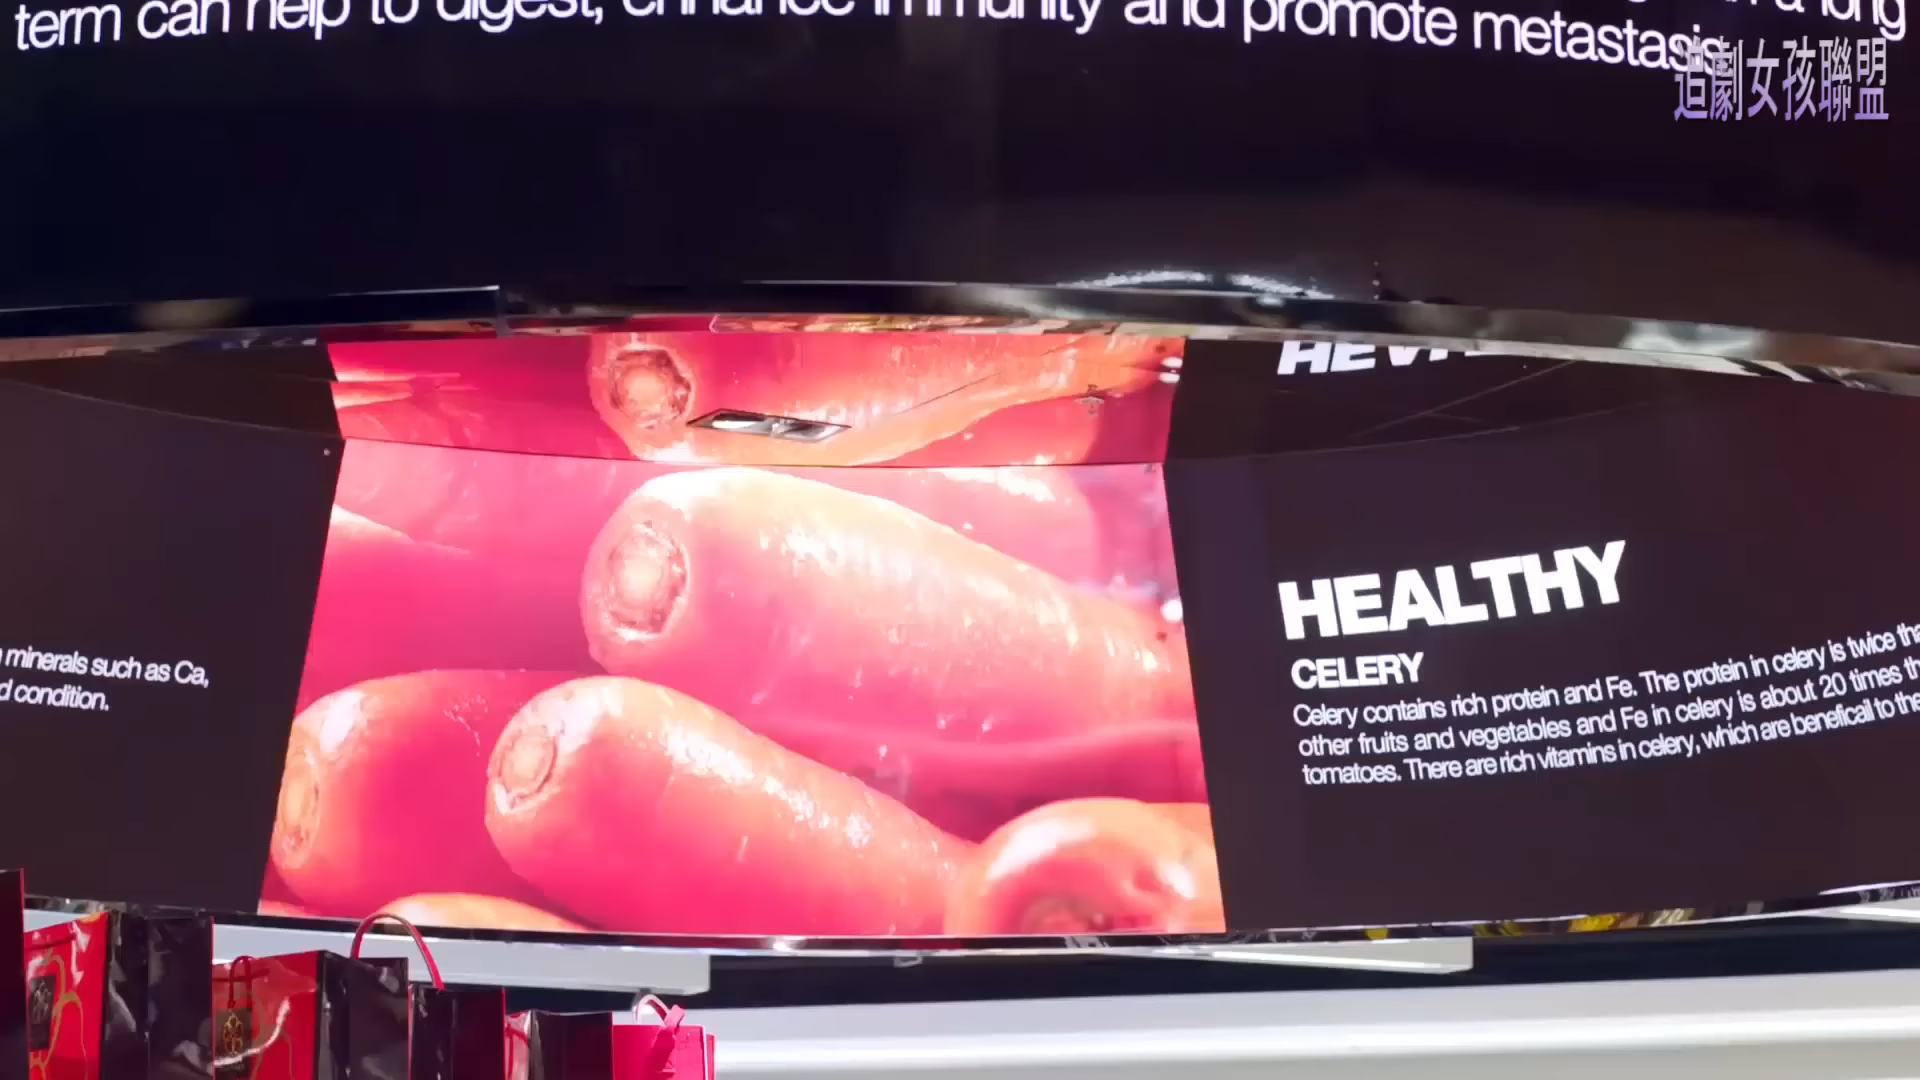 term can help to digest, enhance immunity and promote metastasis
a long
追劇女孩聯盟
HEALTHY
CELERY
Celery contains rich protein and Fe. The protein in celery is twice
other fruits and vegetables and Fe in celery is about 20 times
tomatoes. There are rich vitamins in celery, which are beneficail to the
minerals such as Ca,
condition.